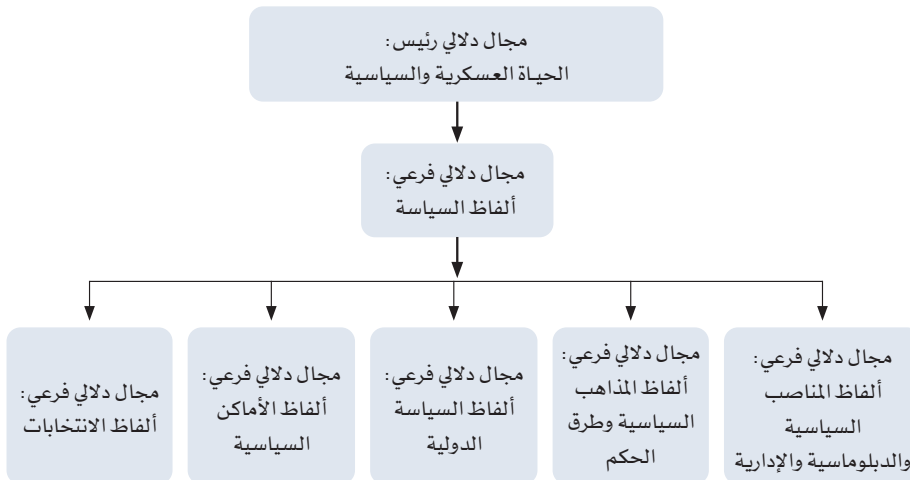 مجال دلالي رئيس:
الحياة العسكرية والسياسية
مجال دلالي فرعي:
ألفاظ السياسة
مجال دلالي فرعي:
ألفاظ المناصب
السياسية
والدبلوماسية والإدارية
مجال دلالي فرعي:
ألفاظ المذاهب
السياسية وطرق
الحكم
مجال دلالي فرعي:
ألفاظ السياسة
الدولية
مجال دلالي فرعي:
ألفاظ الأماكن
السياسية
مجال دلالي فرعي:
ألفاظ الانتخابات